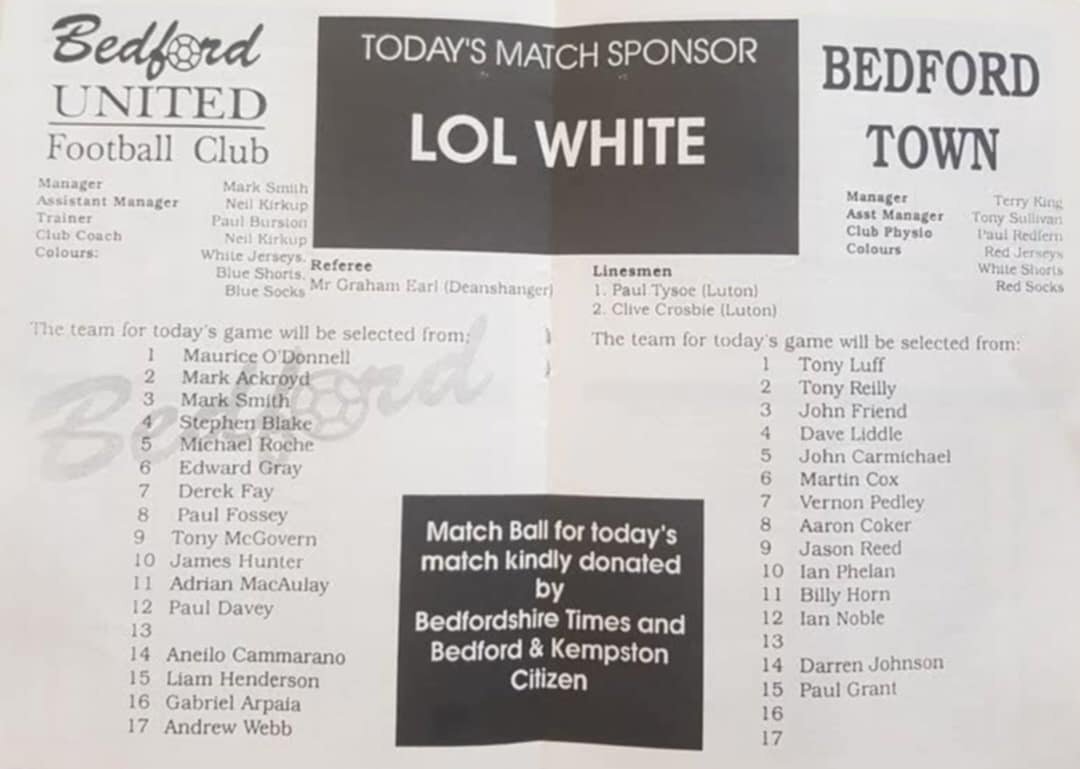 Bedford
UNITED
Football Club
Manager Mark Smith
Assistant Manager Neil Kirkup
Trainer Paul Burston
Club Coach Neil Kirkup
Colours: White Jerseys.
Blue Shorts.
Blue Socks
TODAY'S MATCH SPONSOR
LOL WHITE
BEDFORD
TOWN
Manager Terry King
Asst Manager Tony Sullivan
Club Physio Paul Redfern
Colours Red Jerseys
White Shorts
Red Socks
Referee
Mr Graham Earl (Deanshanger)
Linesmen
1. Paul Tysoe (Luton)
2. Clive Crosbie (Luton)
The team for today's game will be selected from:
1 Maurice O'Donnell
2 Mark Ackroyd
3 Mark Smith
4 Stephen Blake
5 Michael Roche
6 Edward Gray
7 Derek Fay
8 Paul Fossey
9 Tony McGovern
10 James Hunter
11 Adrian MacAulay
12 Paul Davey
13
14 Aneilo Cammarano
15 Liam Henderson
16 Gabriel Arpaia
17 Andrew Webb
Bedford
Match Ball for today's
match kindly donated
by
Bedfordshire Times and
Bedford & Kempston
Citizen
The team for today's game will be selected from:
1 Tony Luff
2 Tony Reilly
3 John Friend
4 Dave Liddle
5 John Carmichael
6 Martin Cox
7 Vernon Pedley
8 Aaron Coker
9 Jason Reed
10 Ian Phelan
11 Billy Horn
12 Ian Noble
13
14 Darren Johnson
15 Paul Grant
16
17